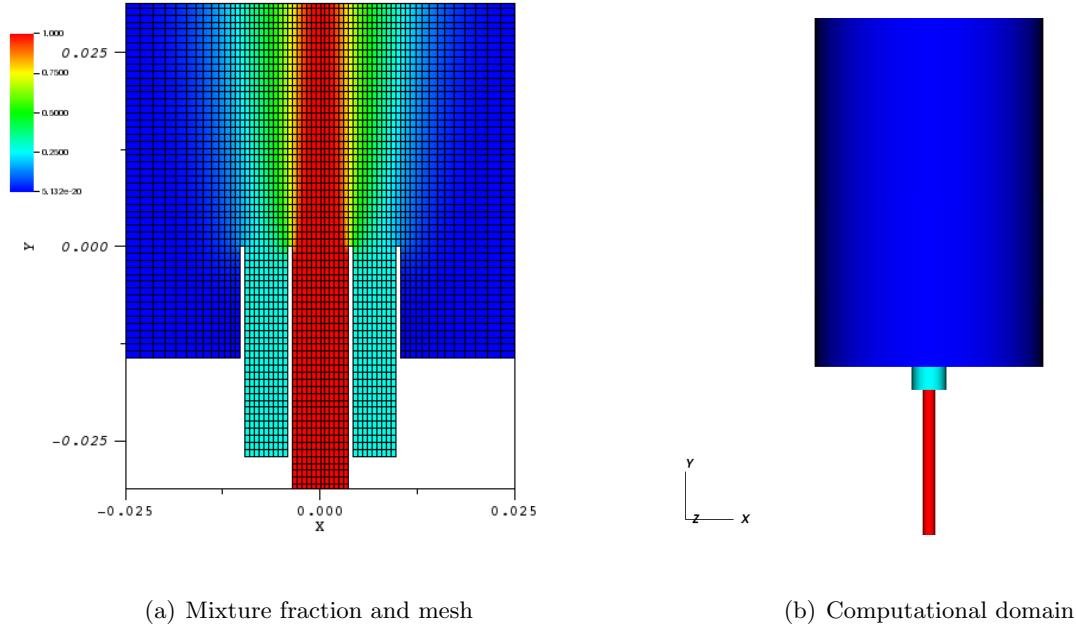 1.000
0.7500
0.5000
0.2500
5.132e-20
0.025
0.000
-0.025
Y
-0.025 0.000 0.025
X
Y
Z X
(a) Mixture fraction and mesh
(b) Computational domain